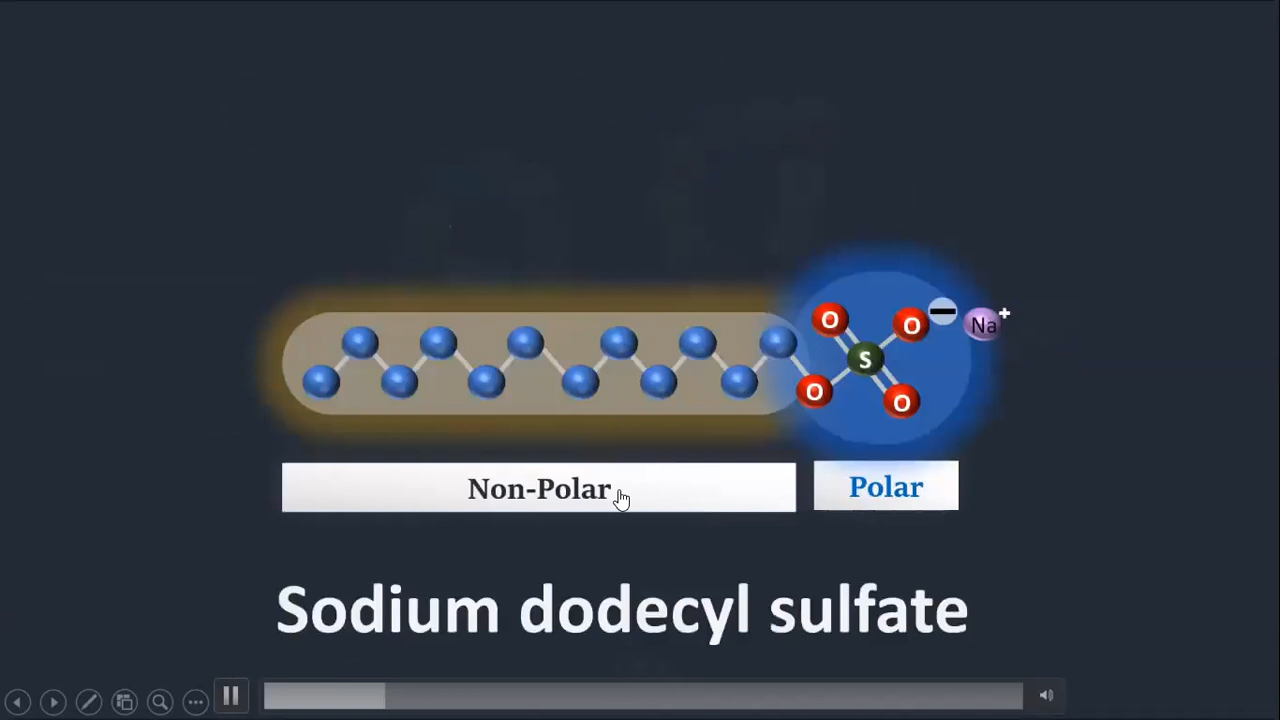 O
O
−
Na+
S
O
O
Non-Polar
Polar
Sodium dodecyl sulfate